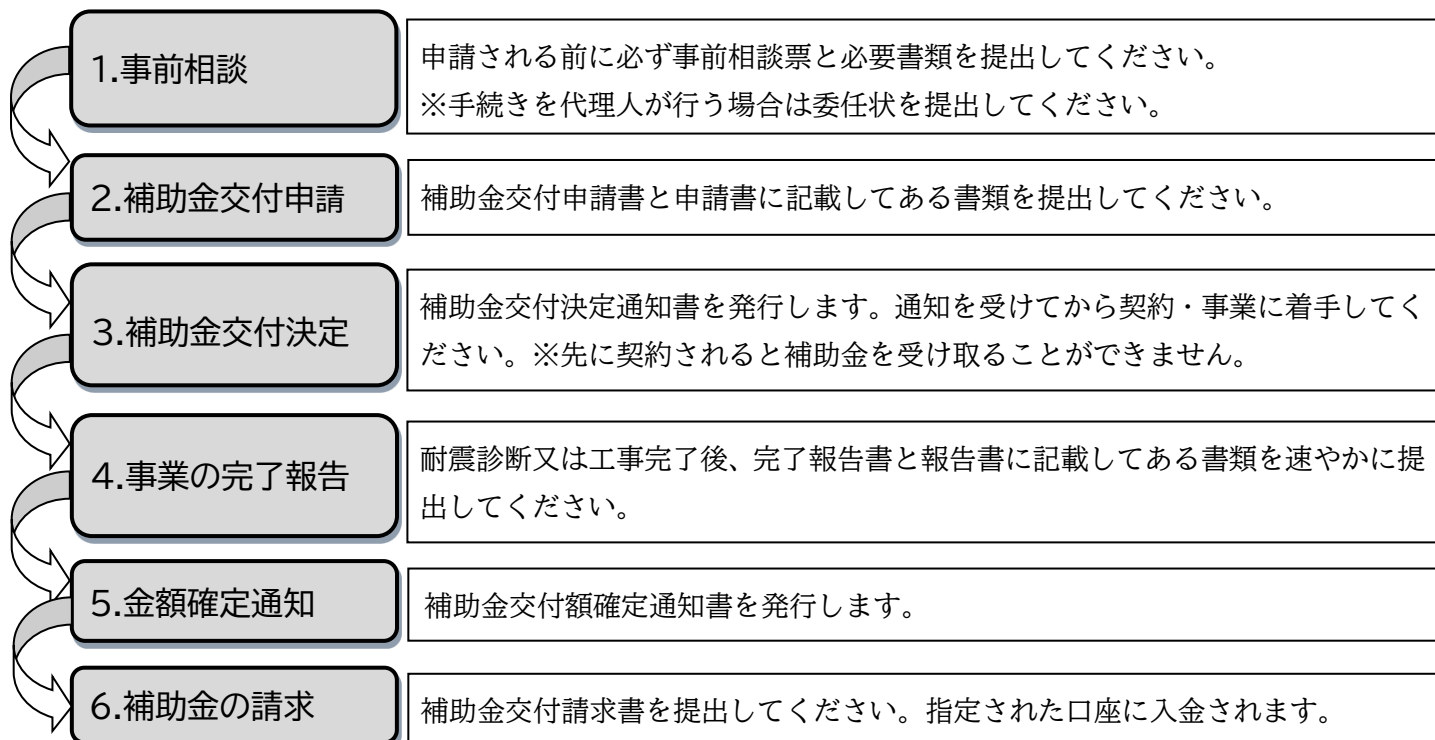 1.事前相談
申請される前に必ず事前相談票と必要書類を提出してください。
※手続きを代理人が行う場合は委任状を提出してください。
2.補助金交付申請
補助金交付申請書と申請書に記載してある書類を提出してください。
3.補助金交付決定
補助金交付決定通知書を発行します。通知を受けてから契約・事業に着手してく
ださい。※先に契約されると補助金を受け取ることができません。
4.事業の完了報告
耐震診断又は工事完了後、完了報告書と報告書に記載してある書類を速やかに提
出してください。
5.金額確定通知
補助金交付額確定通知書を発行します。
6.補助金の請求
補助金交付請求書を提出してください。指定された口座に入金されます。